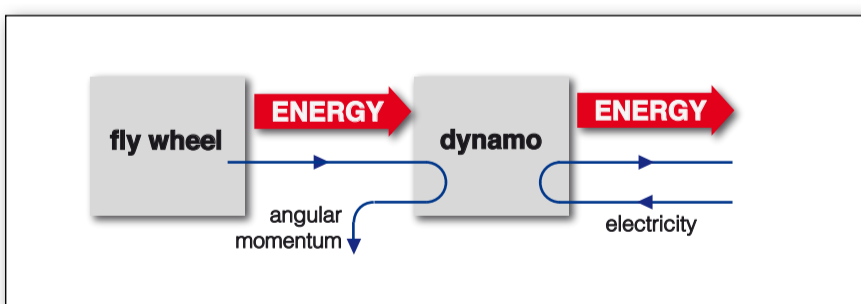 fly wheel
ENERGY
dynamo
ENERGY
angular
momentum
electricity